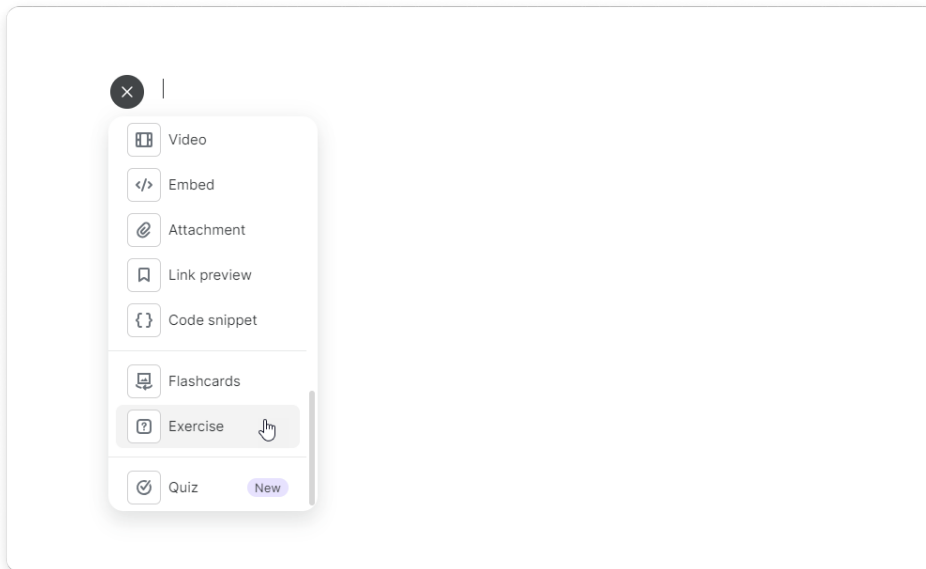 Video
Embed
Attachment
Link preview
Code snippet
Flashcards
Exercise
Quiz New